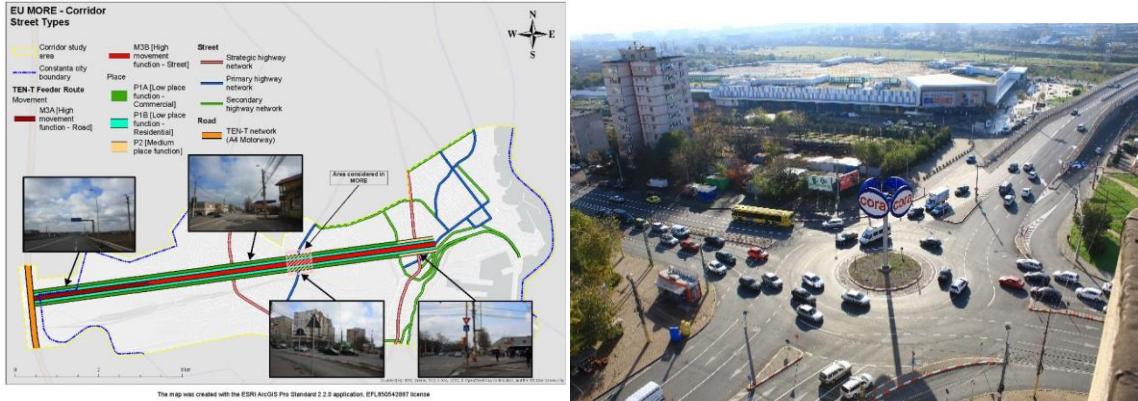 EU MORE - Corridor
Street Types
N
W
E
S
Corridor study
area
Constanta city
boundary
TEN-T Feeder Route
Movement
M3A [High
movement
function - Road]
M3B [High
movement
function - Street]
Place
P1A [Low place
function -
Commercial]
P1B [Low place
function -
Residential]
P2 [Medium
place function]
Street
Strategic highway
network
Primary highway
network
Secondary
highway network
Road
TEN-T network
(A4 Motorway)
Area considered in
MORE
0
2
The map was created with the ESRI ArcGIS Pro Standard 2.2.0 application, EFL850542867 license
cora
cora